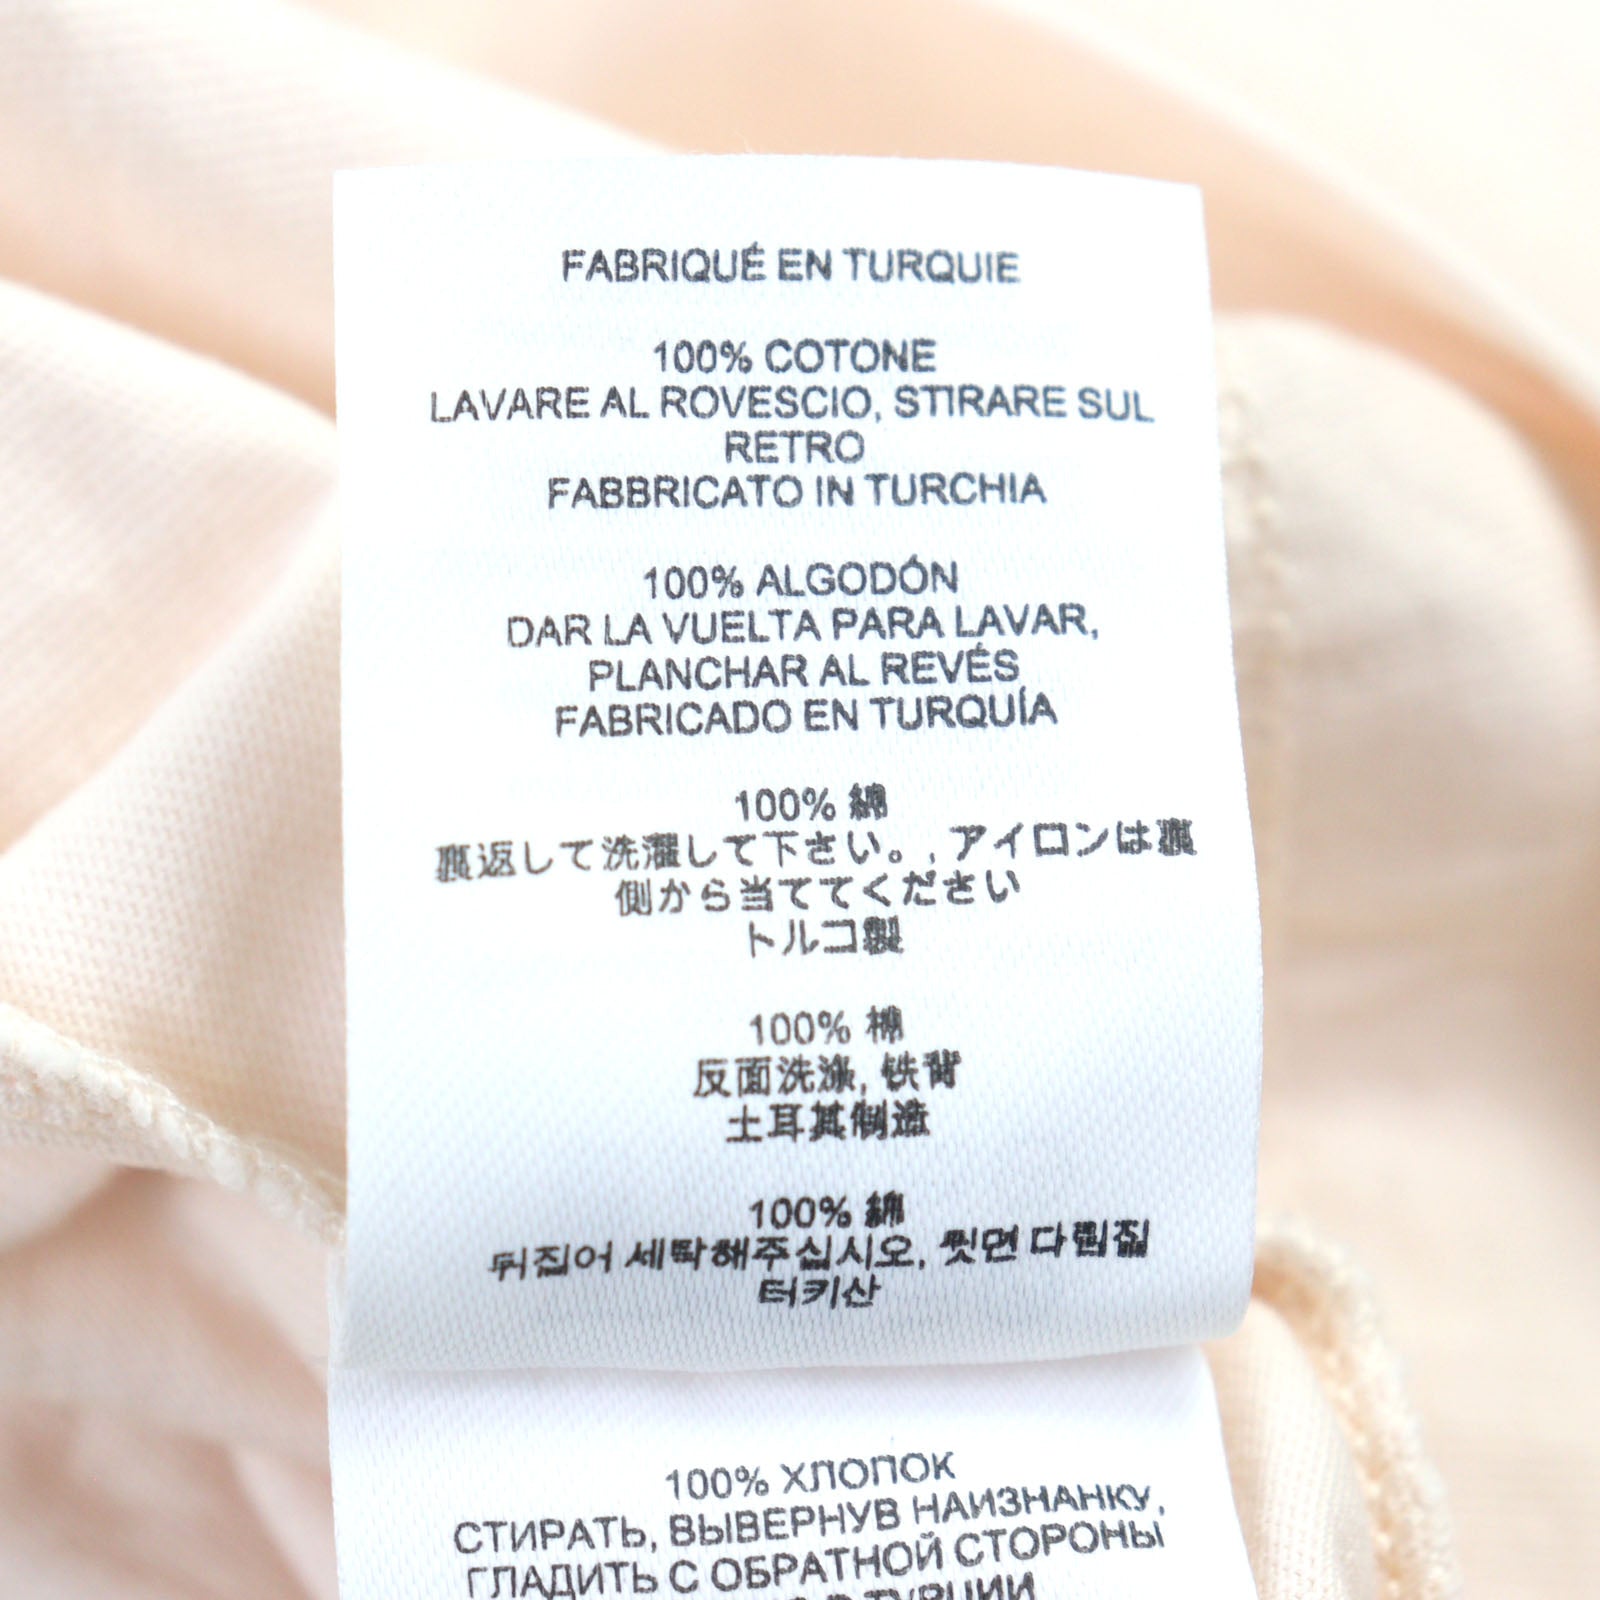 FABRIQUÉ EN TURQUIE
100% COTONE
LAVARE AL ROVESCIO, STIRARE SUL
RETRO
FABBRICATO IN TURCHIA
100% ALGODÓN
DAR LA VUELTA PARA LAVAR,
PLANCHAR AL REVÉS
FABRICADO EN TURQUÍA
100% 綿
裏返して洗濯して下さい。, アイロンは裏
側から当ててください
トルコ製
100% 棉
反面洗涤, 铁背
土耳其制造
100% 綿
뒤집어 세탁해주십시오, 뒷면 다림질
터키산
100% ХЛОПОК
СТИРАТЬ, ВЫВЕРНУВ НАИЗНАНКУ,
ГЛАДИТЬ С ОБРАТНОЙ СТОРОНЫ
В ТУРЦИИ